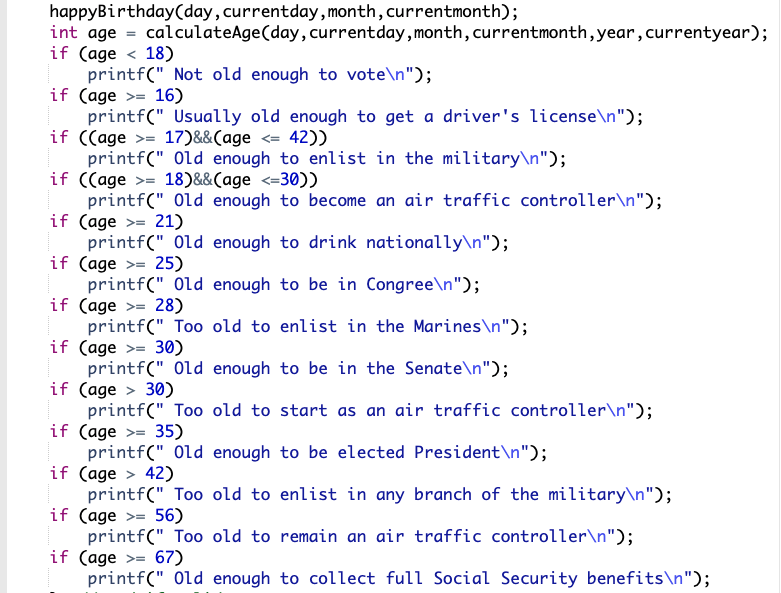 happyBirthday(day,currentday,month,currentmonth);
int age = calculateAge(day,currentday,month,currentmonth,year,currentyear);
if (age < 18)
printf(" Not old enough to vote\n");
if (age >= 16)
printf(" Usually old enough to get a driver's license\n");
if ((age >= 17)&&(age <= 42))
printf(" Old enough to enlist in the military\n");
if ((age >= 18)&&(age <=30))
printf(" Old enough to become an air traffic controller\n");
if (age >= 21)
printf(" Old enough to drink nationally\n");
if (age >= 25)
printf(" Old enough to be in Congree\n");
if (age >= 28)
printf(" Too old to enlist in the Marines\n");
if (age >= 30)
printf(" Old enough to be in the Senate\n");
if (age > 30)
printf(" Too old to start as an air traffic controller\n");
if (age >= 35)
printf(" Old enough to be elected President\n");
if (age > 42)
printf(" Too old to enlist in any branch of the military\n");
if (age >= 56)
printf(" Too old to remain an air traffic controller\n");
if (age >= 67)
printf(" Old enough to collect full Social Security benefits\n");